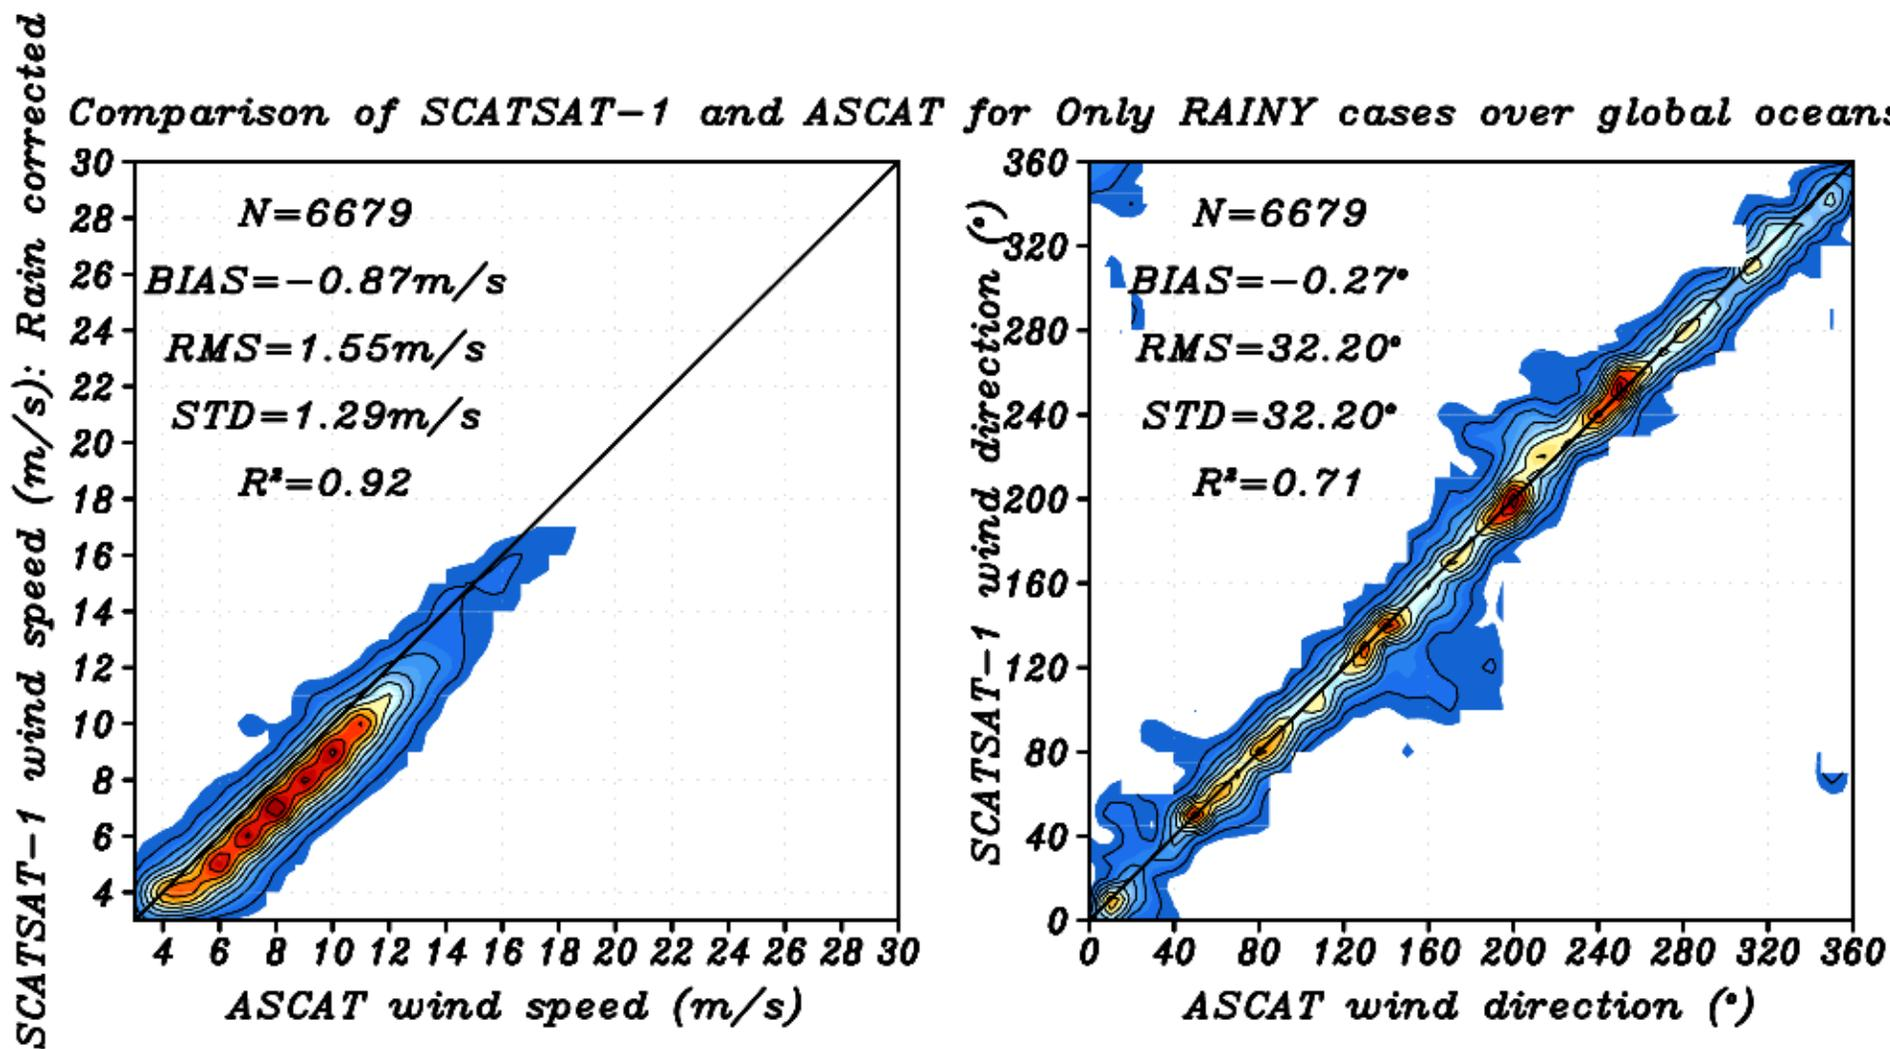 Comparison of SCATSAT-1 and ASCAT for Only RAINY cases over global oceans
SCATSAT-1 wind speed (m/s): Rain corrected
30
28
26
24
22
20
18
16
14
12
10
8
6
4
N=6679
BIAS=-0.87m/s
RMS=1.55m/s
STD=1.29m/s
R²=0.92
4 6 8 10 12 14 16 18 20 22 24 26 28 30
ASCAT wind speed (m/s)
SCATSAT-1 wind direction (°)
360
320
280
240
200
160
120
80
40
0
N=6679
BIAS=-0.27°
RMS=32.20°
STD=32.20°
R²=0.71
0 40 80 120 160 200 240 280 320 360
ASCAT wind direction (°)